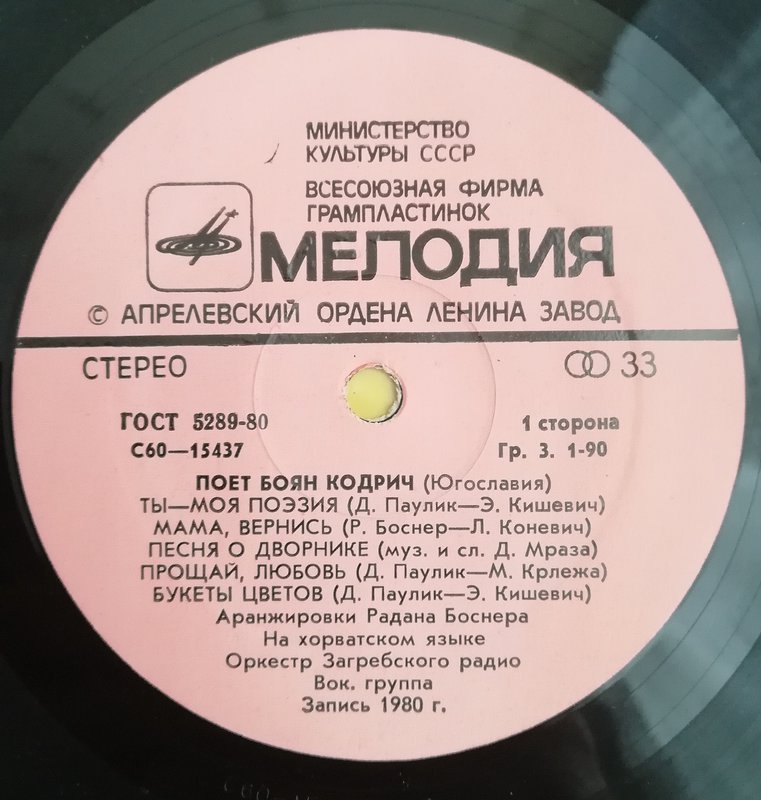 МИНИСТЕРСТВО
КУЛЬТУРЫ СССР
ВСЕСОЮЗНАЯ ФИРМА
ГРАМПЛАСТИНОК
МЕЛОДИЯ
© АПРЕЛЕВСКИЙ ОРДЕНА ЛЕНИНА ЗАВОД
СТЕРЕО 33
ГОСТ 5289-80 1 сторона
С60—15437 Гр. 3. 1-90
ПОЕТ БОЯН КОДРИЧ (Югославия)
ТЫ—МОЯ ПОЭЗИЯ (Д. Паулик—Э. Кишевич)
МАМА, ВЕРНИСЬ (Р. Боснер—Л. Коневич)
ПЕСНЯ О ДВОРНИКЕ (муз. и сл. Д. Мраза)
ПРОЩАЙ, ЛЮБОВЬ (Д. Паулик—М. Крлежа)
БУКЕТЫ ЦВЕТОВ (Д. Паулик—Э. Кишевич)
Аранжировки Радана Боснера
На хорватском языке
Оркестр Загребского радио
Вок. группа
Запись 1980 г.